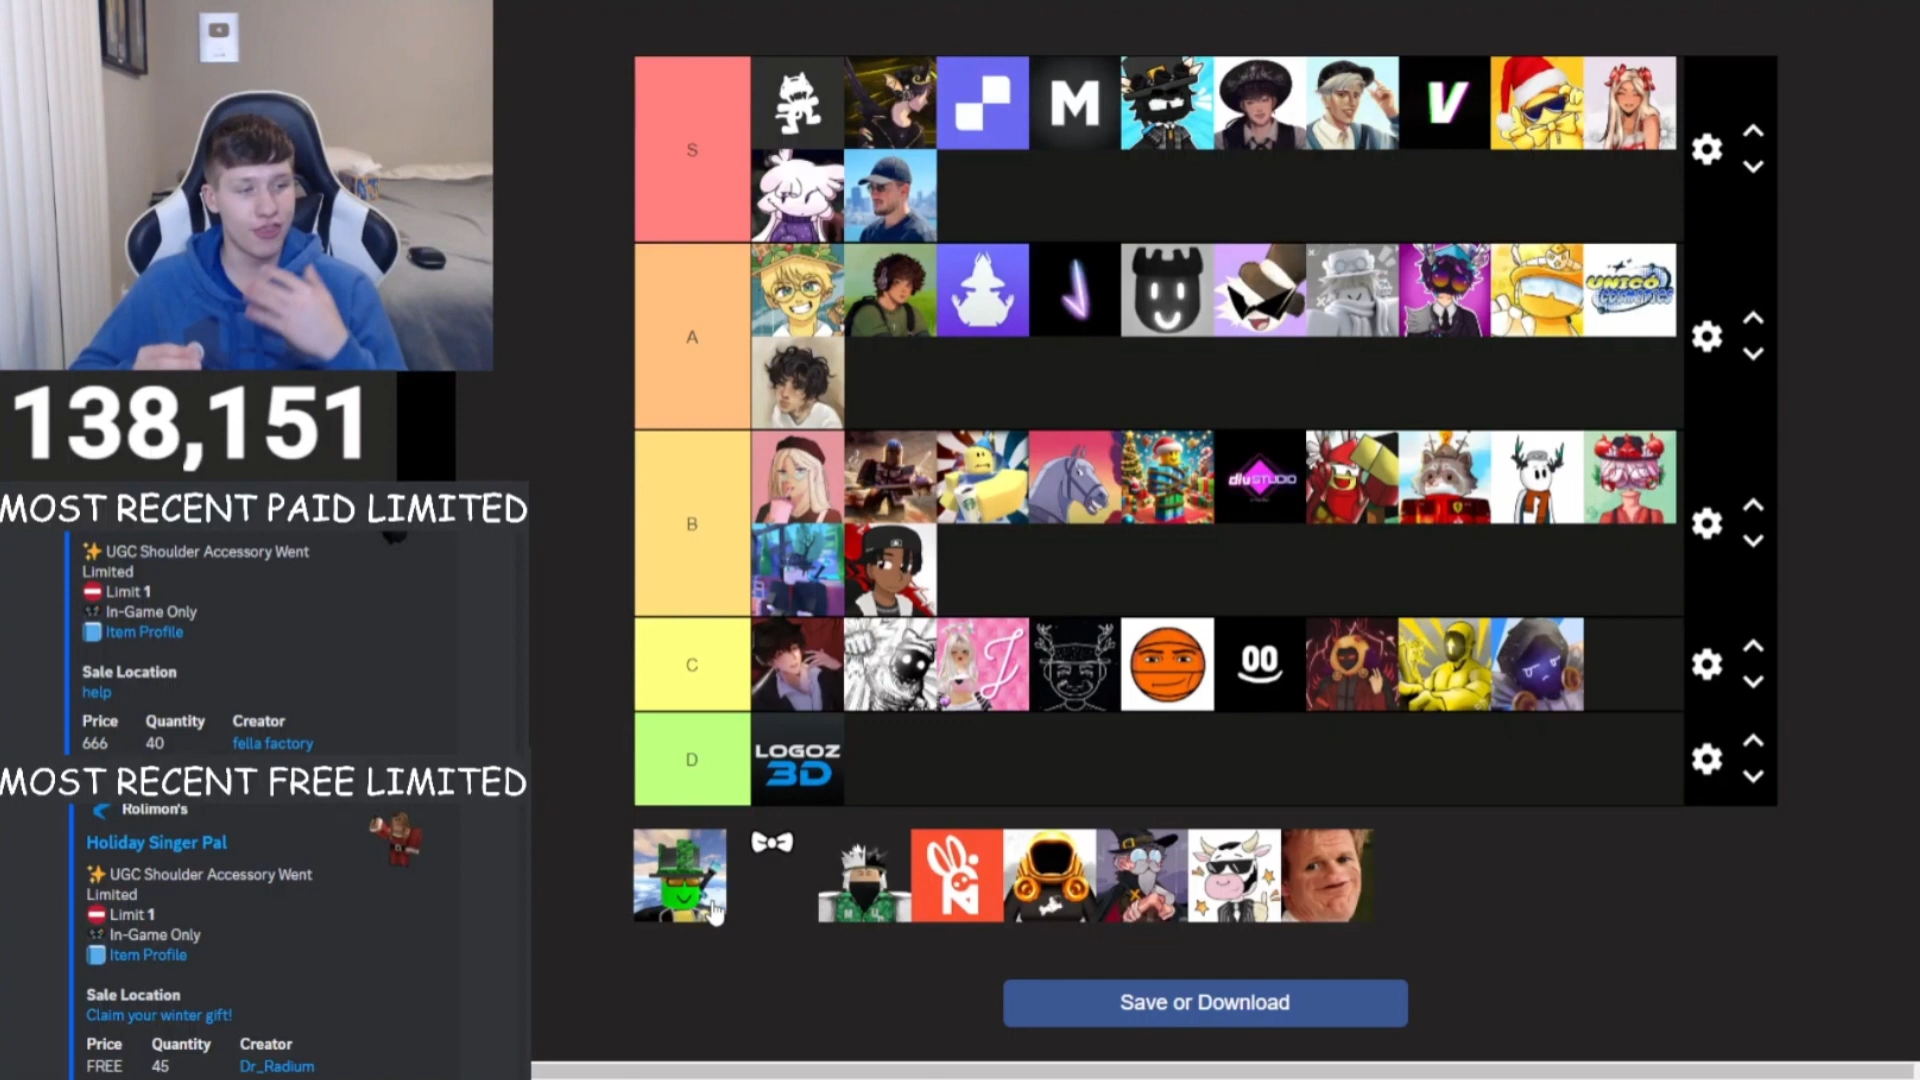 138,151
MOST RECENT PAID LIMITED
✨ UGC Shoulder Accessory Went
Limited
Limit 1
In-Game Only
Item Profile
Sale Location
help
Price Quantity Creator
666 40 fella factory
MOST RECENT FREE LIMITED
Rolimon's
Holiday Singer Pal
✨ UGC Shoulder Accessory Went
Limited
Limit 1
In-Game Only
Item Profile
Sale Location
Claim your winter gift!
Price Quantity Creator
FREE 45 Dr_Radium
S
M
V
A
UNICO
COSMETICS
B
dlu STUDIO
C
J
D
LOGOZ
3D
Save or Download